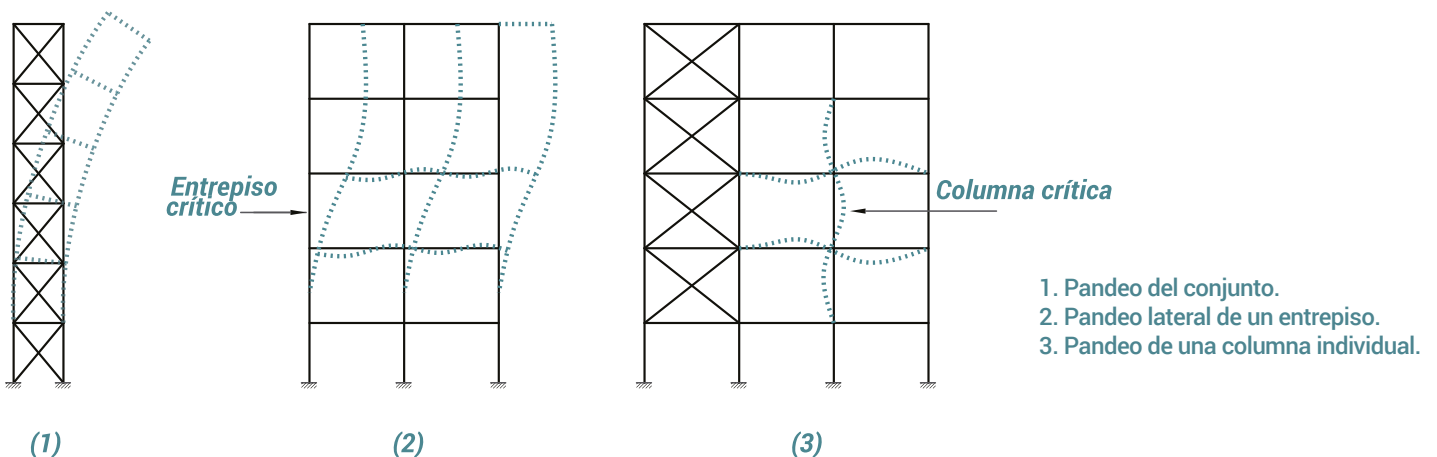 Entrepiso
crítico
Columna crítica
1. Pandeo del conjunto.
2. Pandeo lateral de un entrepiso.
3. Pandeo de una columna individual.
(1)
(2)
(3)